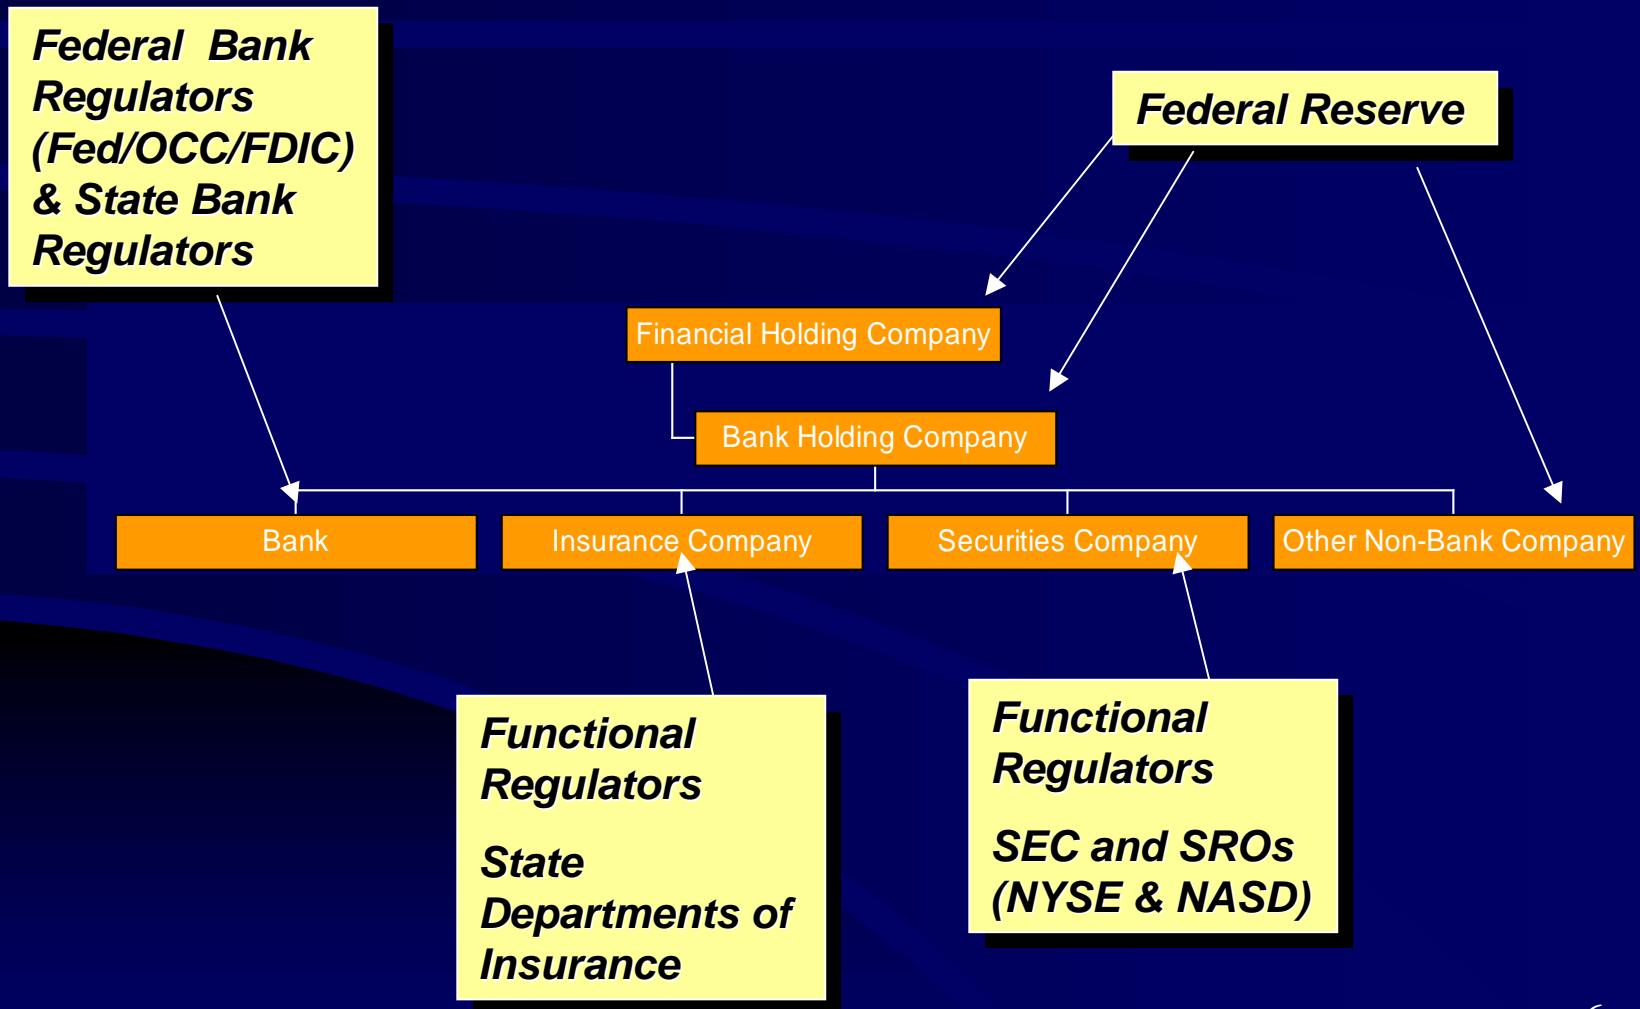 Federal Bank
Regulators
(Fed/OCC/FDIC)
& State Bank
Regulators
Federal Reserve
Financial Holding Company
Bank Holding Company
Bank
Insurance Company
Securities Company
Other Non-Bank Company
Functional
Regulators
State
Departments of
Insurance
Functional
Regulators
SEC and SROs
(NYSE & NASD)